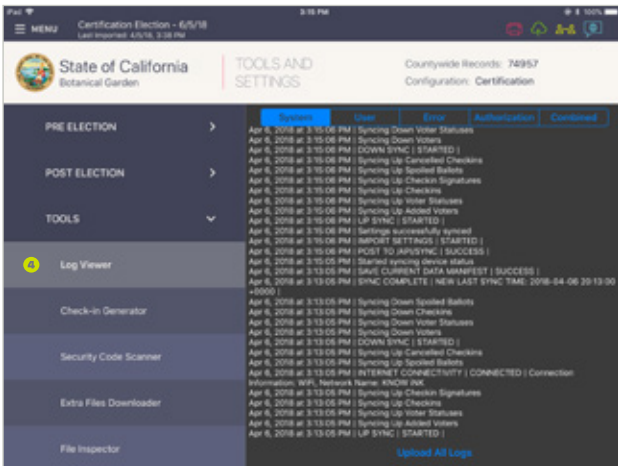 iPad
3:15 PM
100%
MENU
Certification Election - 6/5/18
Last Imported: 4/5/18, 3:38 PM
State of California
Botanical Garden
TOOLS AND
SETTINGS
Countywide Records: 74957
Configuration: Certification
PRE ELECTION
POST ELECTION
TOOLS
4
Log Viewer
Check-in Generator
Security Code Scanner
Extra Files Downloader
File Inspector
System User Error Authorization Combined
Apr 6, 2018 at 3:15:06 PM | Syncing Down Voter Statuses
Apr 6, 2018 at 3:15:06 PM | Syncing Down Voters
Apr 6, 2018 at 3:15:06 PM | DOWN SYNC | STARTED |
Apr 6, 2018 at 3:15:06 PM | Syncing Up Cancelled Checkins
Apr 6, 2018 at 3:15:06 PM | Syncing Up Spoiled Ballots
Apr 6, 2018 at 3:15:06 PM | Syncing Up Checkin Signatures
Apr 6, 2018 at 3:15:06 PM | Syncing Up Checkins
Apr 6, 2018 at 3:15:06 PM | Syncing Up Voter Statuses
Apr 6, 2018 at 3:15:06 PM | Syncing Up Added Voters
Apr 6, 2018 at 3:15:06 PM | UP SYNC | STARTED |
Apr 6, 2018 at 3:15:06 PM | Settings successfully synced
Apr 6, 2018 at 3:15:06 PM | IMPORT SETTINGS | STARTED |
Apr 6, 2018 at 3:15:06 PM | POST TO |API/SYNC | SUCCESS |
Apr 6, 2018 at 3:15:05 PM | Started syncing device status
Apr 6, 2018 at 3:15:05 PM | SAVE CURRENT DATA MANIFEST | SUCCESS |
Apr 6, 2018 at 3:13:05 PM | SYNC COMPLETE | NEW LAST SYNC TIME: 2018-04-06 20:13:00
+0000 |
Apr 6, 2018 at 3:13:05 PM | Syncing Down Spoiled Ballots
Apr 6, 2018 at 3:13:05 PM | Syncing Down Checkins
Apr 6, 2018 at 3:13:05 PM | Syncing Down Voter Statuses
Apr 6, 2018 at 3:13:05 PM | Syncing Down Voters
Apr 6, 2018 at 3:13:05 PM | DOWN SYNC | STARTED |
Apr 6, 2018 at 3:13:05 PM | Syncing Up Cancelled Checkins
Apr 6, 2018 at 3:13:05 PM | Syncing Up Spoiled Ballots
Apr 6, 2018 at 3:13:05 PM | INTERNET CONNECTIVITY | CONNECTED | Connection
Information: WiFi, Network Name: KNOW iNK
Apr 6, 2018 at 3:13:05 PM | Syncing Up Checkin Signatures
Apr 6, 2018 at 3:13:05 PM | Syncing Up Checkins
Apr 6, 2018 at 3:13:05 PM | Syncing Up Voter Statuses
Apr 6, 2018 at 3:13:05 PM | Syncing Up Added Voters
Apr 6, 2018 at 3:13:05 PM | UP SYNC | STARTED |
Upload All Logs